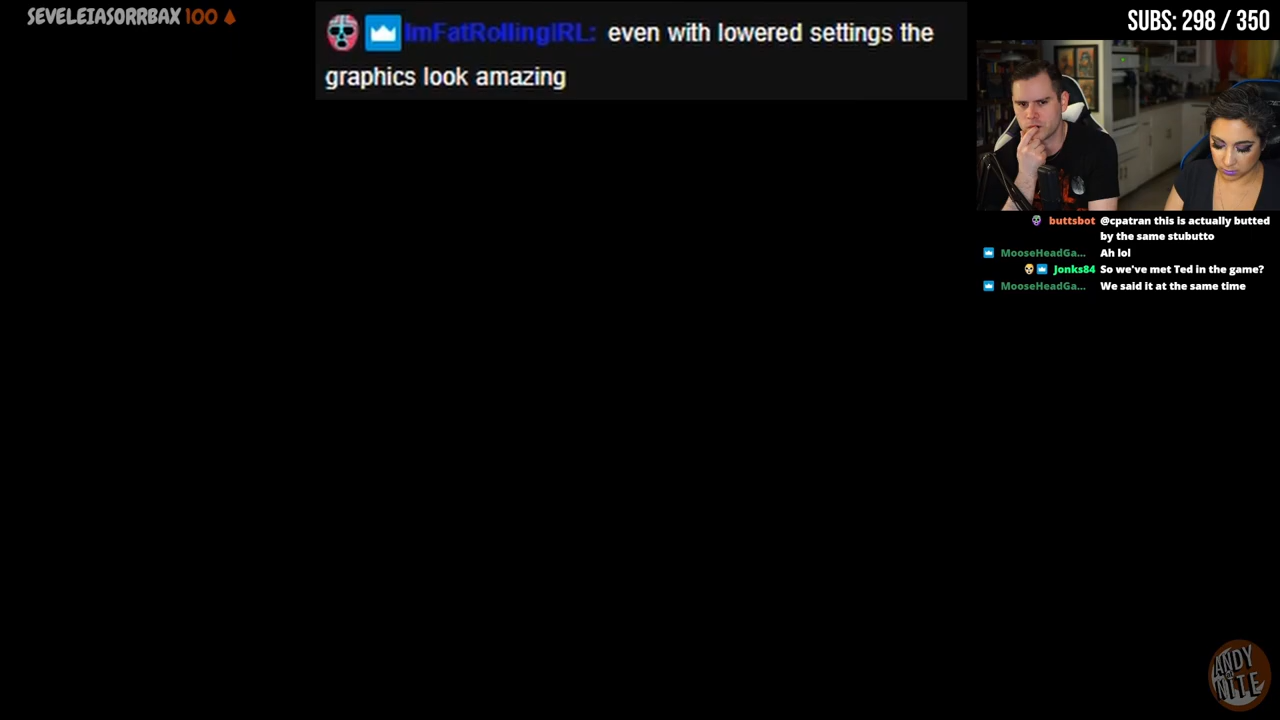 SEVELEIASORRBAX 100
ImFatRollingIRL: even with lowered settings the
graphics look amazing
SUBS: 298 / 350
buttsbot @cpatran this is actually butted
by the same stubutto
MooseHeadGa... Ah lol
Jonks84 So we've met Ted in the game?
MooseHeadGa... We said it at the same time
ANDY
NITE